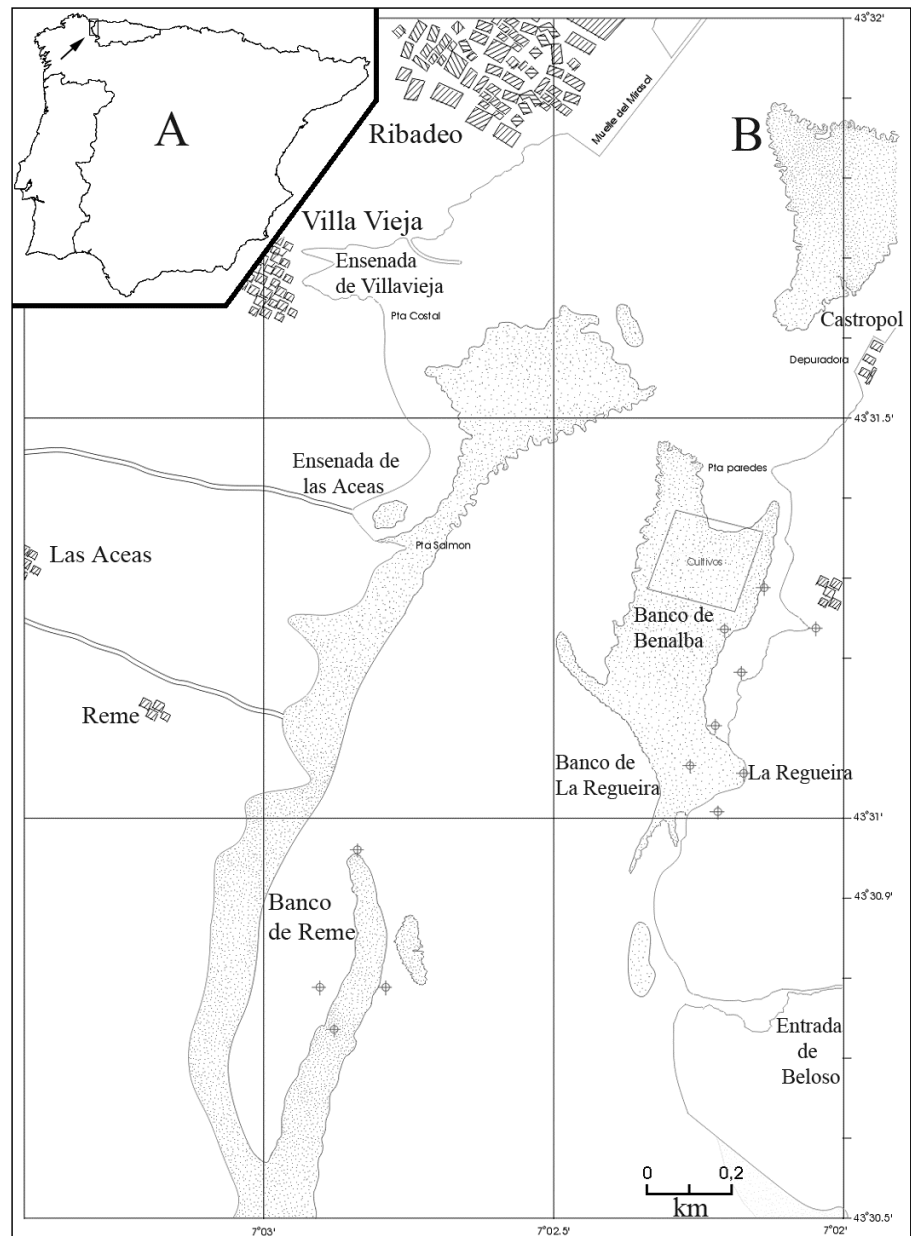 A
B
43°32'
Ribadeo
Muelle del Mirasol
Villa Vieja
Ensenada
de Villavieja
Pta Costal
Castropol
Depuradora
43°31.5'
Ensenada de
las Aceas
Pta paredes
Pta Salmon
Las Aceas
Cultivos
Banco de
Benalba
Reme
Banco de
La Regueira
La Regueira
43°31'
Banco
de Reme
43°30.9'
Entrada
de
Beloso
0 0,2
km
43°30.5'
7°03' 7°02.5' 7°02'